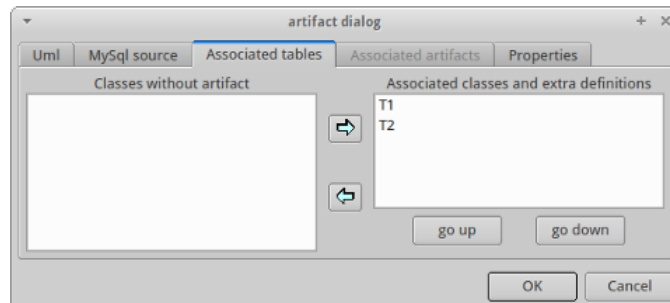 artifact dialog
Uml MySql source Associated tables Associated artifacts Properties
Classes without artifact
Associated classes and extra definitions
T1
T2
go up go down
OK Cancel